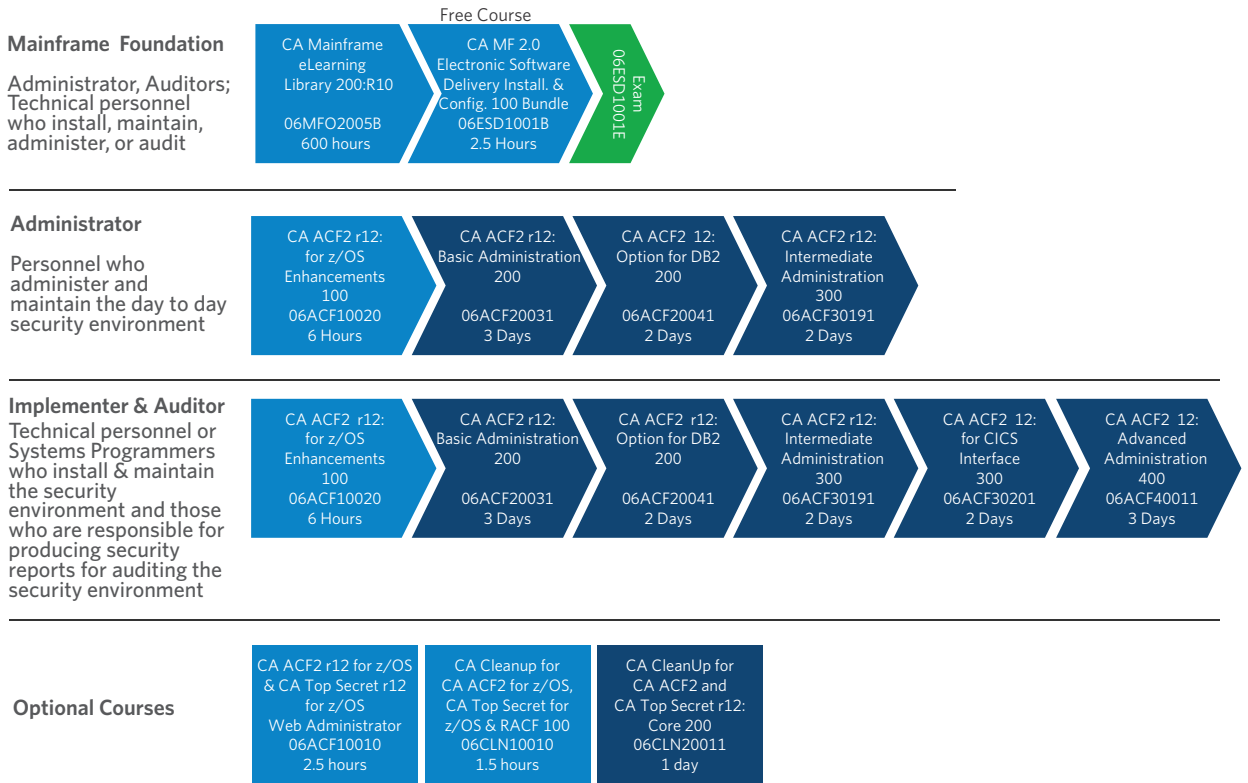 Free Course
Mainframe Foundation
Administrator, Auditors;
Technical personnel
who install, maintain,
administer, or audit
CA Mainframe
eLearning
Library 200:R10
06MFO2005B
600 hours
CA MF 2.0
Electronic Software
Delivery Install. &
Config. 100 Bundle
06ESD1001B
2.5 Hours
Exam
06ESD1001E
Administrator
Personnel who
administer and
maintain the day to day
security environment
CA ACF2 r12:
for z/OS
Enhancements
100
06ACF10020
6 Hours
CA ACF2 r12:
Basic Administration
200
06ACF20031
3 Days
CA ACF2 12:
Option for DB2
200
06ACF20041
2 Days
CA ACF2 r12:
Intermediate
Administration
300
06ACF30191
2 Days
Implementer & Auditor
Technical personnel or
Systems Programmers
who install & maintain
the security
environment and those
who are responsible for
producing security
reports for auditing the
security environment
CA ACF2 r12:
for z/OS
Enhancements
100
06ACF10020
6 Hours
CA ACF2 r12:
Basic Administration
200
06ACF20031
3 Days
CA ACF2 r12:
Option for DB2
200
06ACF20041
2 Days
CA ACF2 r12:
Intermediate
Administration
300
06ACF30191
2 Days
CA ACF2 12:
for CICS
Interface
300
06ACF30201
2 Days
CA ACF2 12:
Advanced
Administration
400
06ACF40011
3 Days
Optional Courses
CA ACF2 r12 for z/OS
& CA Top Secret r12
for z/OS
Web Administrator
06ACF10010
2.5 hours
CA Cleanup for
CA ACF2 for z/OS,
CA Top Secret for
z/OS & RACF 100
06CLN10010
1.5 hours
CA CleanUp for
CA ACF2 and
CA Top Secret r12:
Core 200
06CLN20011
1 day